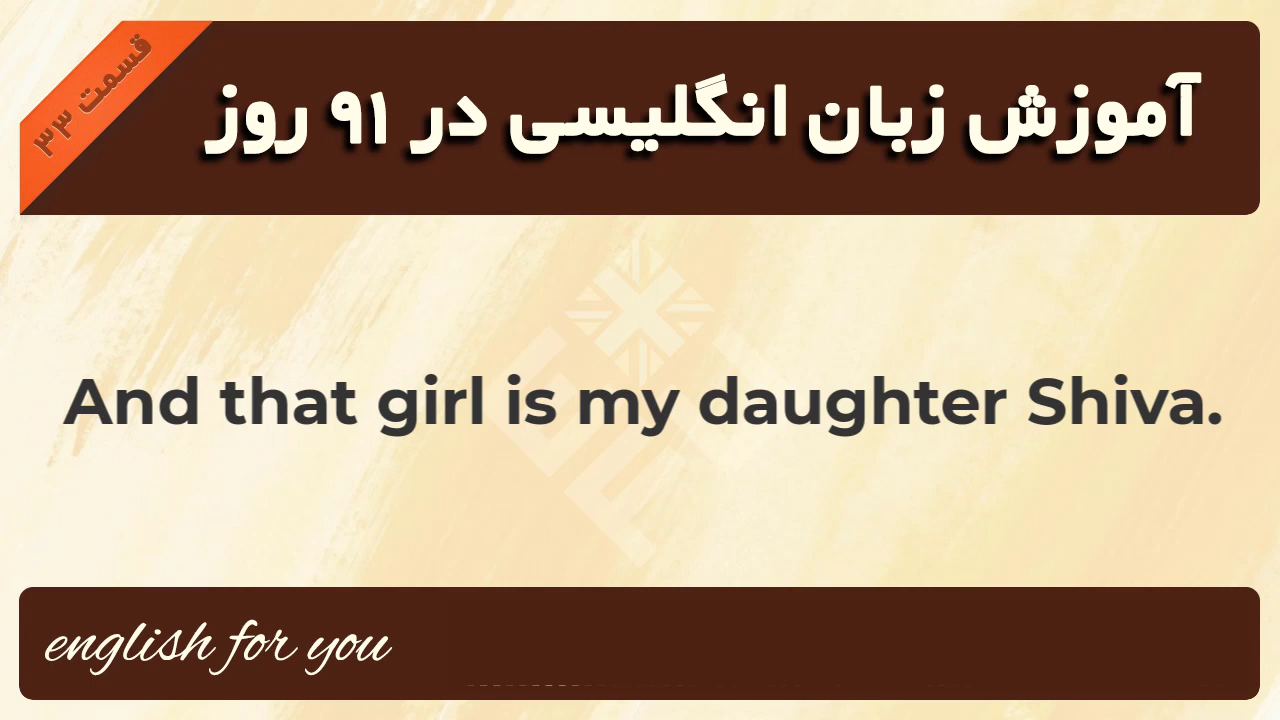 قسمت ۳۳
آموزش زبان انگلیسی در ۹۱ روز
And that girl is my daughter Shiva.
english for you